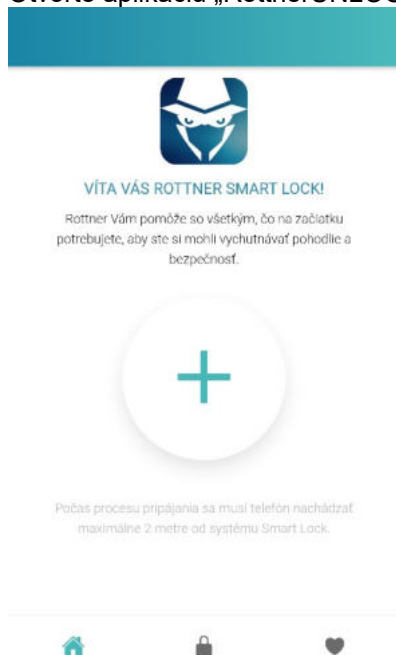 VÍTA VÁS ROTTNER SMART LOCK!
Rottner Vám pomôže so všetkým, čo na začiatku
potrebujete, aby ste si mohli vychutnávať pohodlie a
bezpečnosť.
Počas procesu pripájania sa musí telefón nachádzať
maximálne 2 metre od systému Smart Lock.